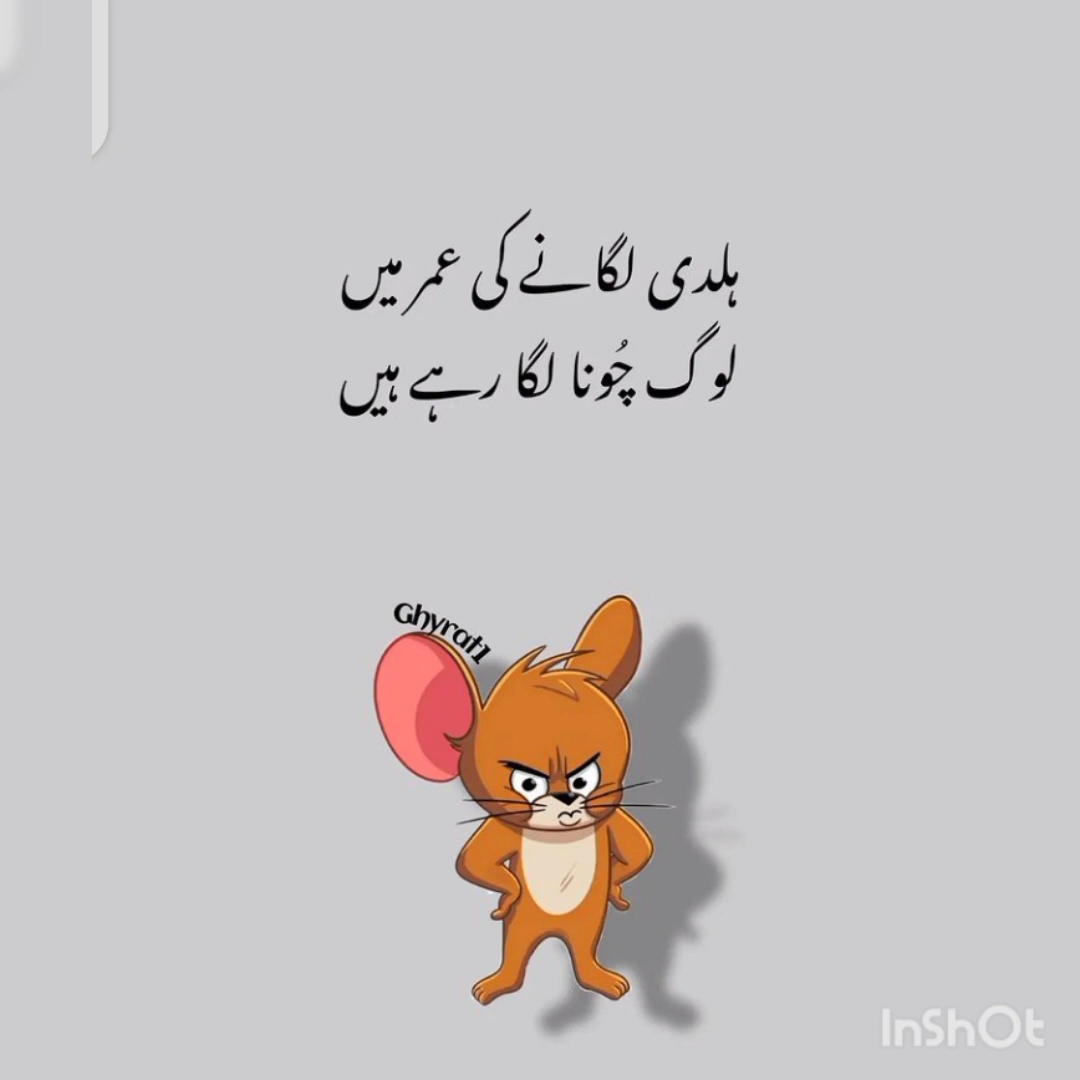 ہلدی لگانے کی عمر میں
لوگ چُونا لگا رہے ہیں
Ghyrat1
InShOt